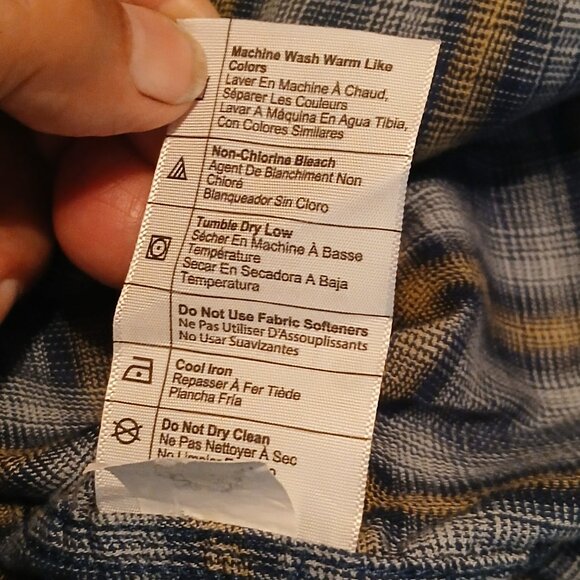 Machine Wash Warm Like
Colors
Laver En Machine À Chaud,
Séparer Les Couleurs
Lavar A Máquina En Agua Tibia,
Con Colores Similares
Non-Chlorine Bleach
Agent De Blanchiment Non
Chloré
Blanqueador Sin Cloro
Tumble Dry Low
Sécher En Machine À Basse
Température
Secar En Secadora A Baja
Temperatura
Do Not Use Fabric Softeners
Ne Pas Utiliser D'Assouplissants
No Usar Suavizantes
Cool Iron
Repasser À Fer Tiède
Plancha Fría
Do Not Dry Clean
Ne Pas Nettoyer À Sec
No